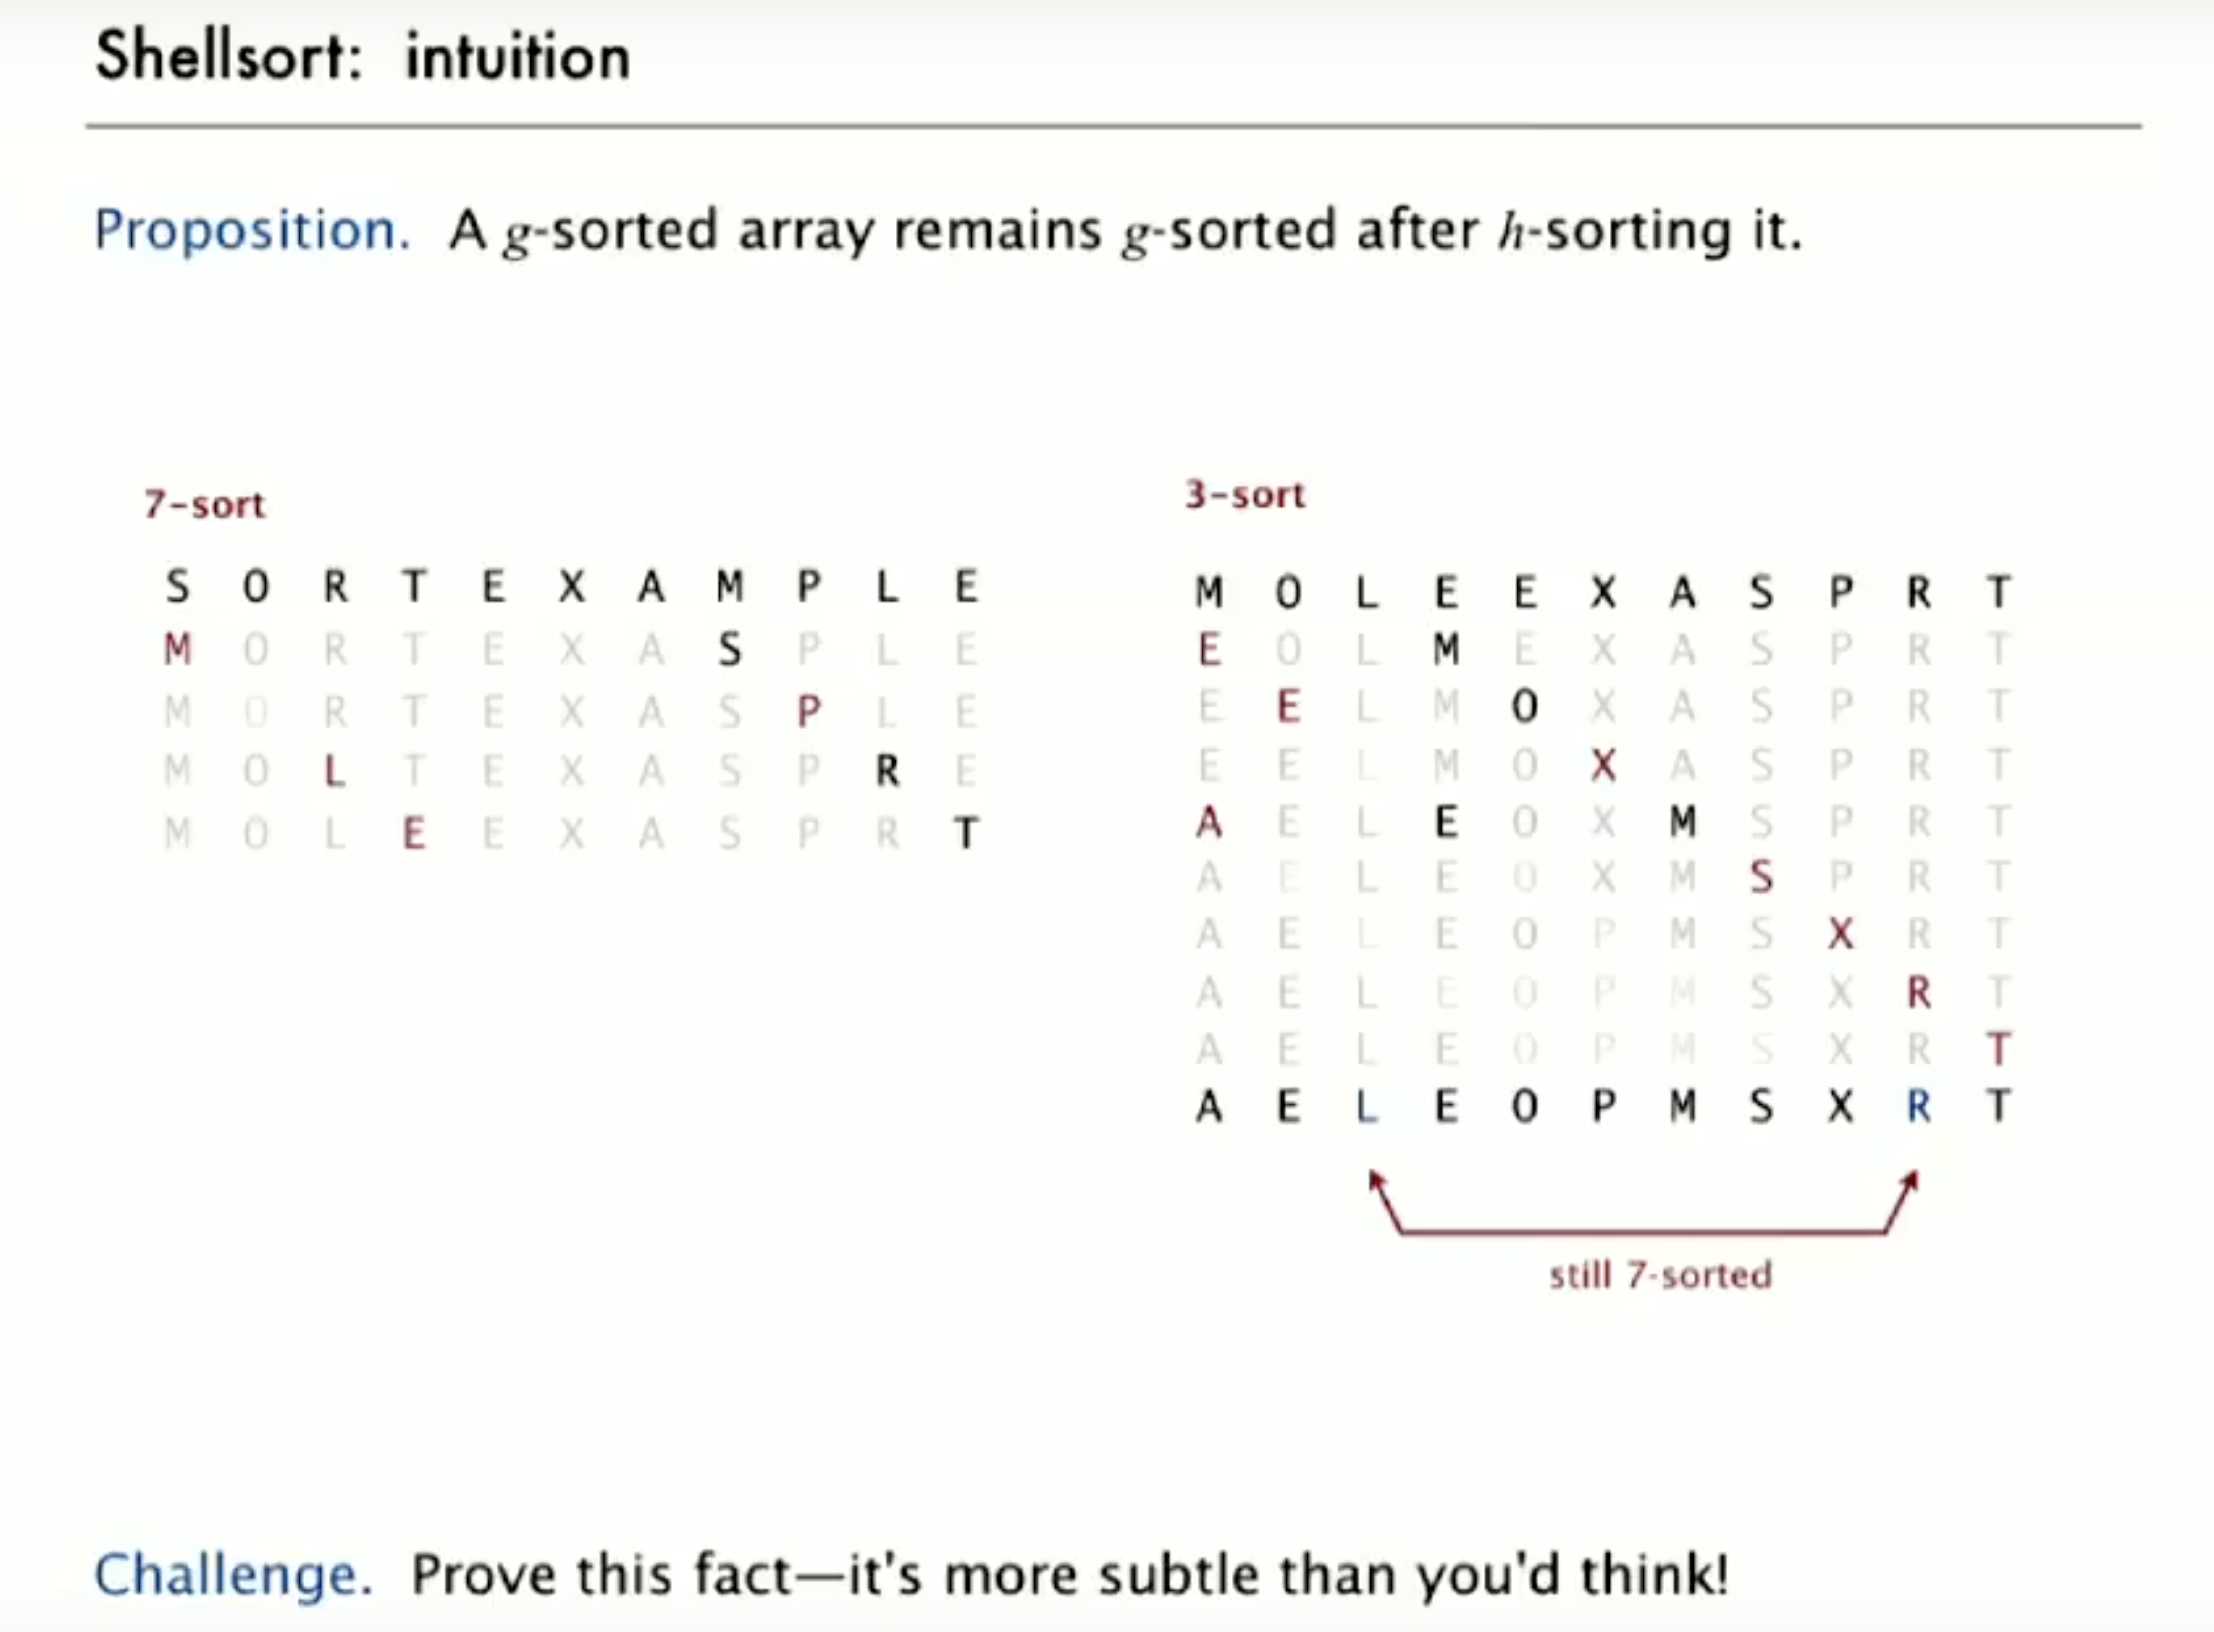 Shellsort: intuition
Proposition. A g-sorted array remains g-sorted after h-sorting it.
7-sort
S O R T E X A M P L E
M O R T E X A S P L E
M O R T E X A S P L E
M O L T E X A S P R E
M O L E E X A S P R T
3-sort
M O L E E X A S P R T
E O L M E X A S P R T
E E L M O X A S P R T
E E L M O X A S P R T
A E L E O X M S P R T
A E L E O X M S P R T
A E L E O P M S X R T
A E L E O P M S X R T
A E L E O P M S X R T
A E L E O P M S X R T
still 7-sorted
Challenge. Prove this fact—it's more subtle than you'd think!